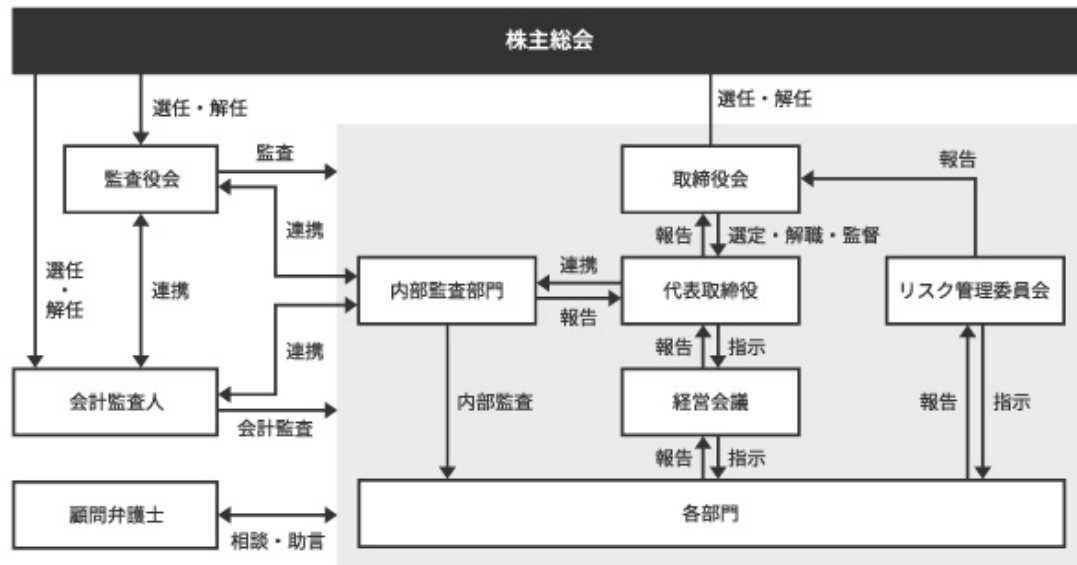 株主総会
選任・解任
選任・解任
監査
報告
監査役会
取締役会
連携
報告
選定・解職・監督
選任
・
解任
連携
連携
内部監査部門
報告
代表取締役
リスク管理委員会
連携
報告
指示
会計監査人
会計監査
内部監査
経営会議
報告
指示
報告
指示
顧問弁護士
相談・助言
各部門